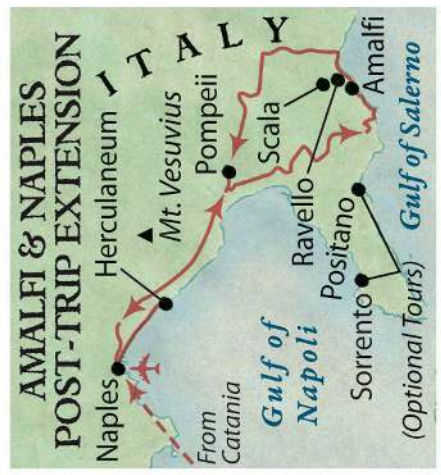 AMALFI & NAPLES
POST-TRIP EXTENSION
ITALY
Naples
Herculaneum
Mt. Vesuvius
Pompeii
Scala
Ravello
Amalfi
Positano
Sorrento
(Optional Tours)
From
Catania
Gulf of
Napoli
Gulf of Salerno